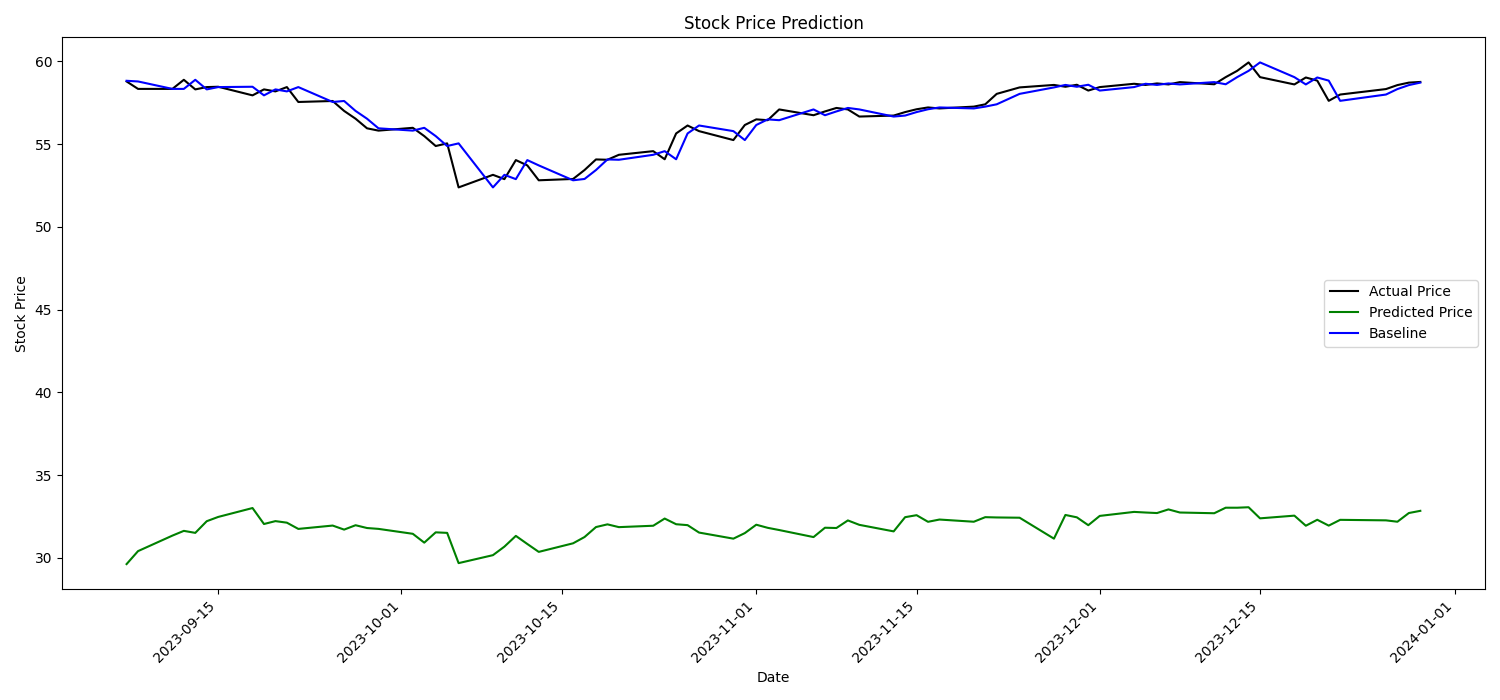 Stock Price Prediction
60
55
50
45
40
35
30
Stock Price
Actual Price
Predicted Price
Baseline
2023-09-15
2023-10-01
2023-10-15
2023-11-01
2023-11-15
2023-12-01
2023-12-15
2024-01-01
Date